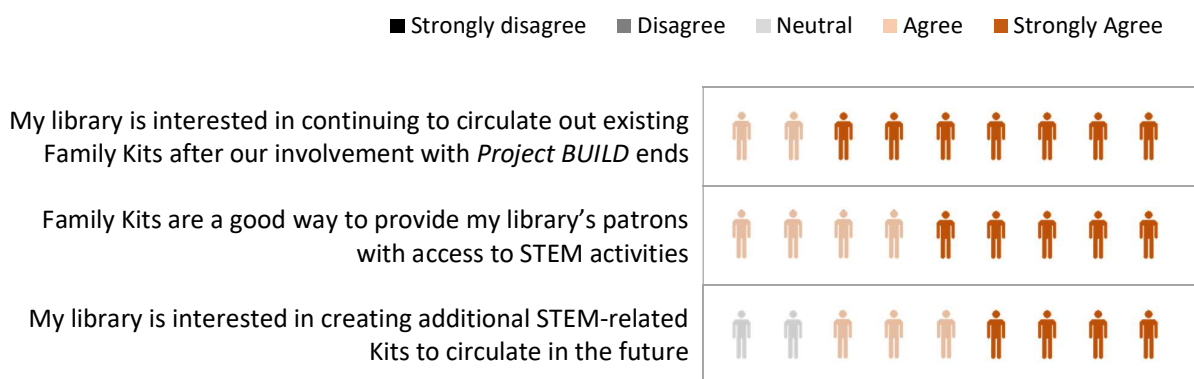 Strongly disagree Disagree Neutral Agree Strongly Agree
My library is interested in continuing to circulate out existing
Family Kits after our involvement with Project BUILD ends
Family Kits are a good way to provide my library's patrons
with access to STEM activities
My library is interested in creating additional STEM-related
Kits to circulate in the future